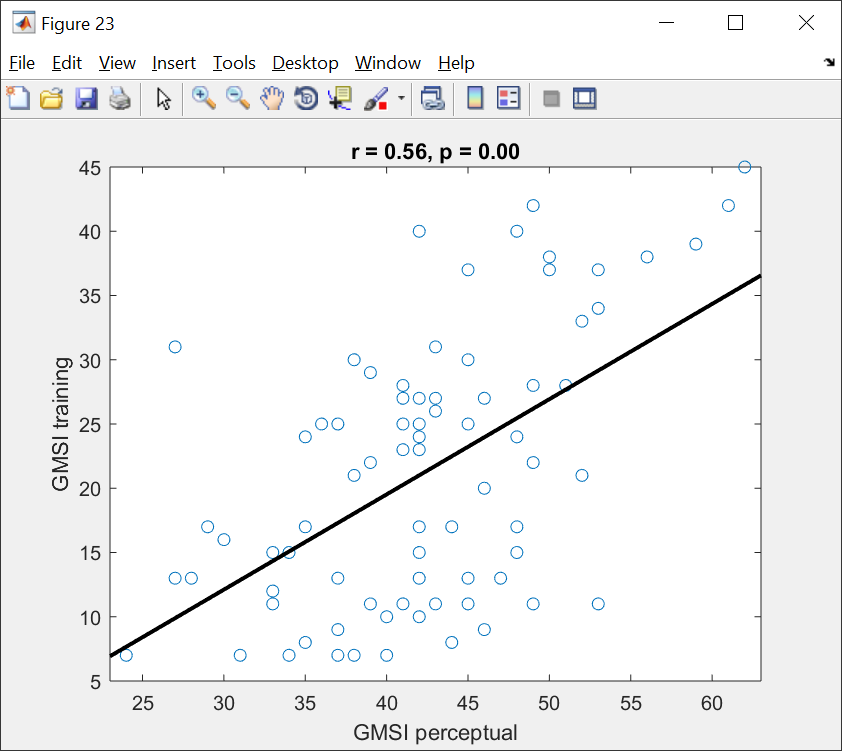 Figure 23
File Edit View Insert Tools Desktop Window Help
r = 0.56, p = 0.00
45
40
35
30
25
20
15
10
5
GMSI training
25 30 35 40 45 50 55 60
GMSI perceptual